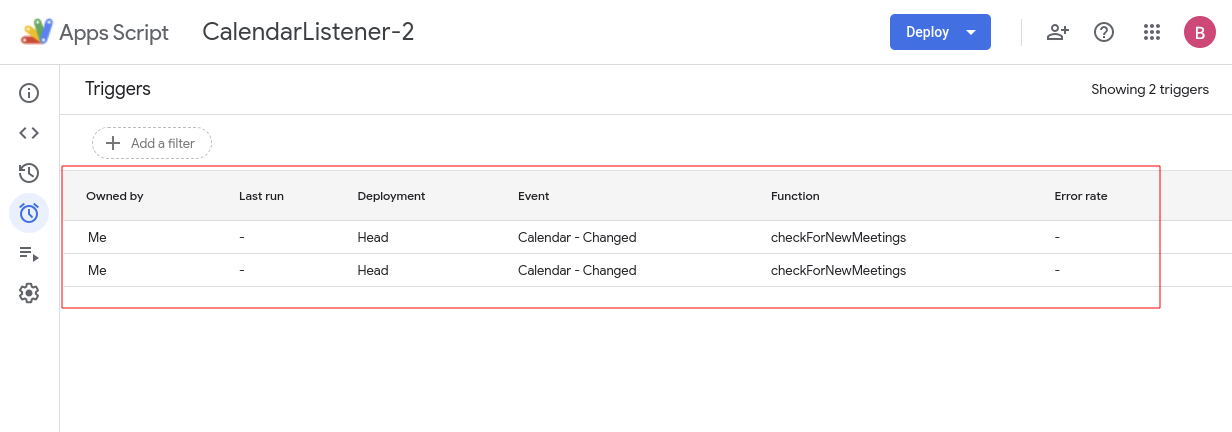 Apps Script CalendarListener-2 Deploy B
Triggers Showing 2 triggers
Add a filter
Owned by Last run Deployment Event Function Error rate
Me - Head Calendar - Changed checkForNewMeetings -
Me - Head Calendar - Changed checkForNewMeetings -